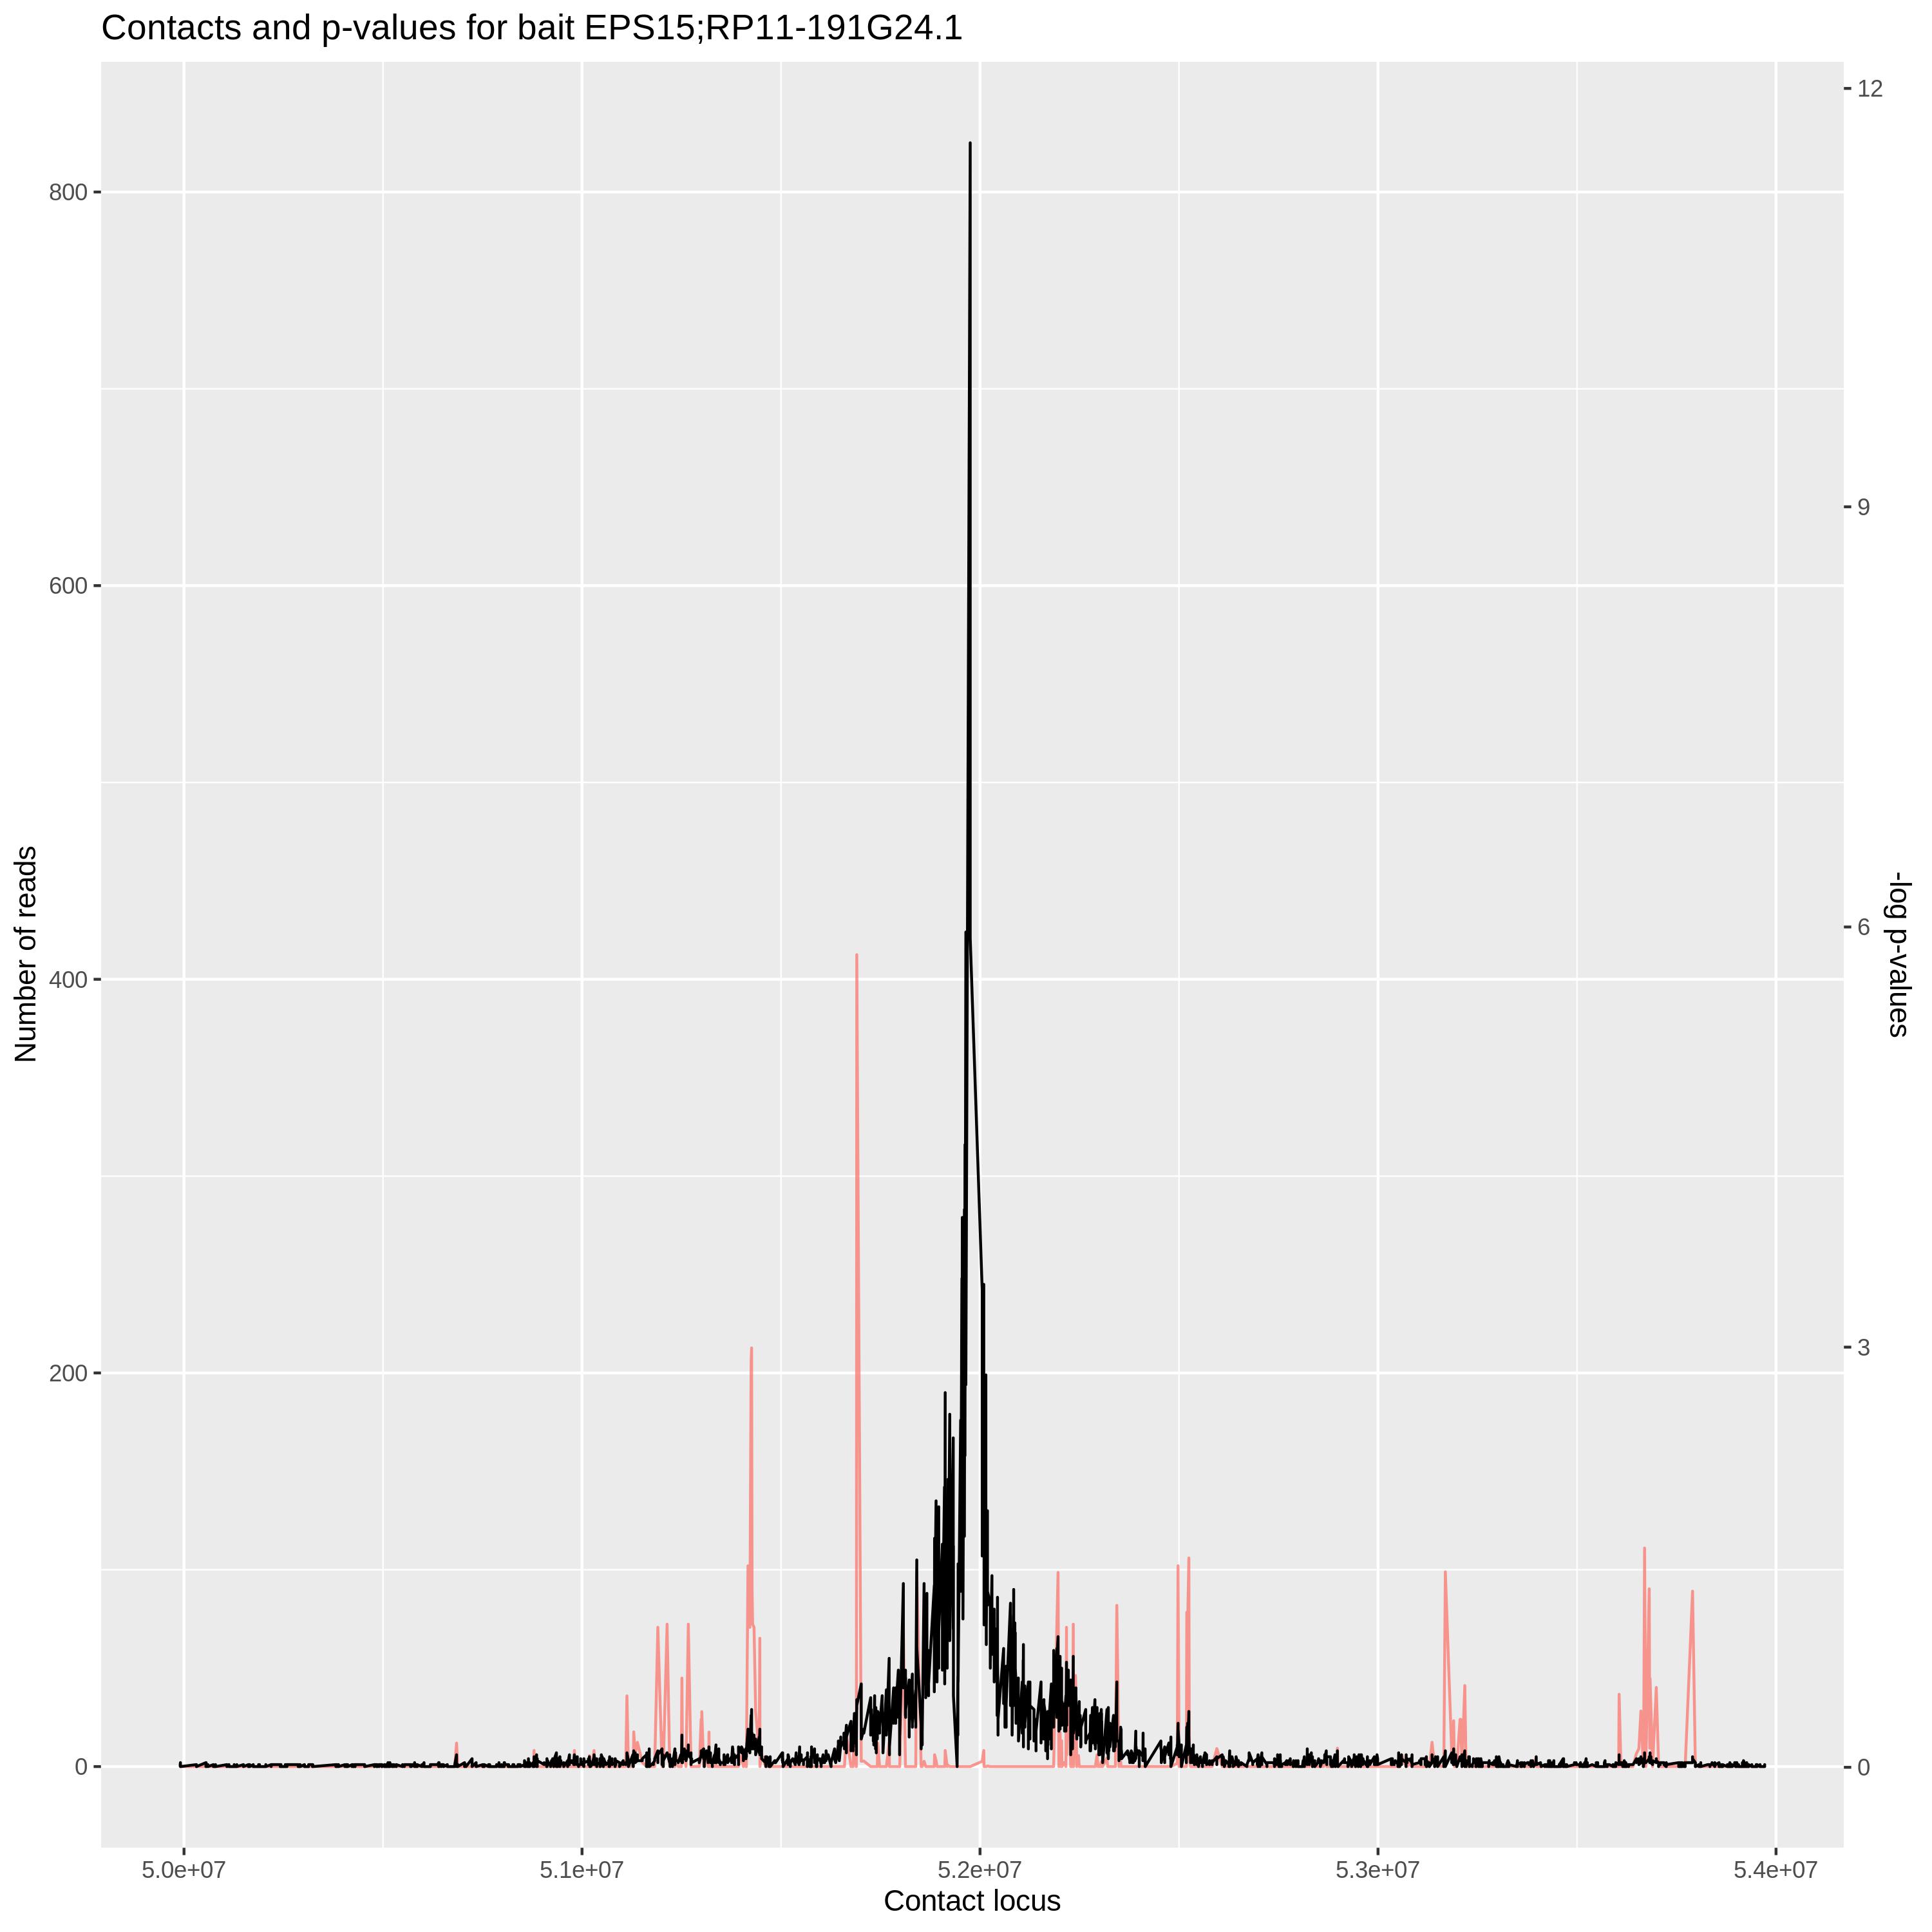 Contacts and p-values for bait EPS15;RP11-191G24.1
12
800
9
600
Number of reads
-log p-values
6
400
3
200
0
0
5.0e+07
5.1e+07
5.2e+07
5.3e+07
5.4e+07
Contact locus